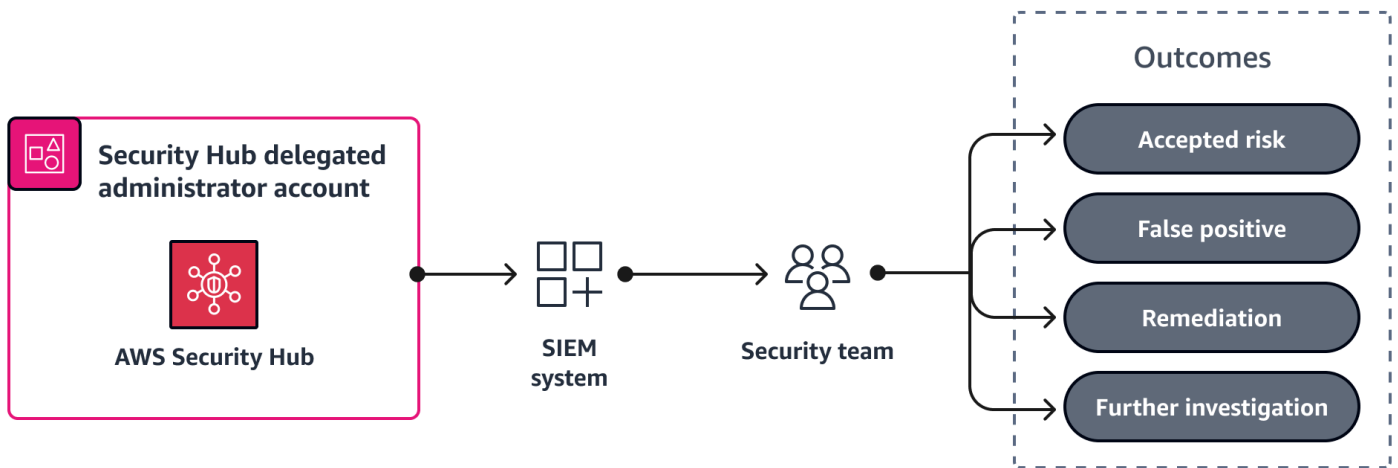 Security Hub delegated
administrator account
AWS Security Hub
SIEM
system
Security team
Outcomes
Accepted risk
False positive
Remediation
Further investigation